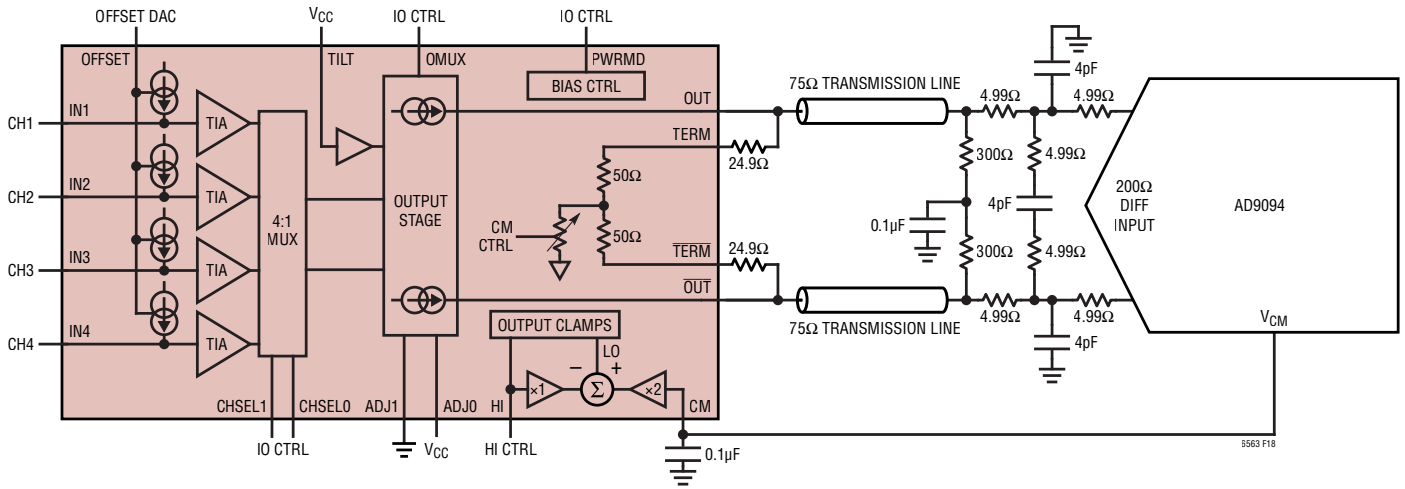 OFFSET DAC
VCC
IO CTRL
IO CTRL
OFFSET
TILT
OMUX
PWRMD
BIAS CTRL
4pF
75Ω TRANSMISSION LINE
4.99Ω
4.99Ω
OUT
IN1
CH1
TIA
TERM
24.9Ω
300Ω
4.99Ω
50Ω
IN2
CH2
TIA
OUTPUT
STAGE
4:1
MUX
CM
CTRL
50Ω
0.1µF
4pF
200Ω
DIFF
INPUT
AD9094
IN3
CH3
TIA
TERM
24.9Ω
300Ω
4.99Ω
OUT
75Ω TRANSMISSION LINE
4.99Ω
4.99Ω
4pF
VCM
IN4
CH4
TIA
OUTPUT CLAMPS
LO
− +
×1
Σ
×2
CHSEL1
CHSEL0
ADJ1
ADJ0
HI
CM
IO CTRL
VCC
HI CTRL
0.1µF
6563 F18